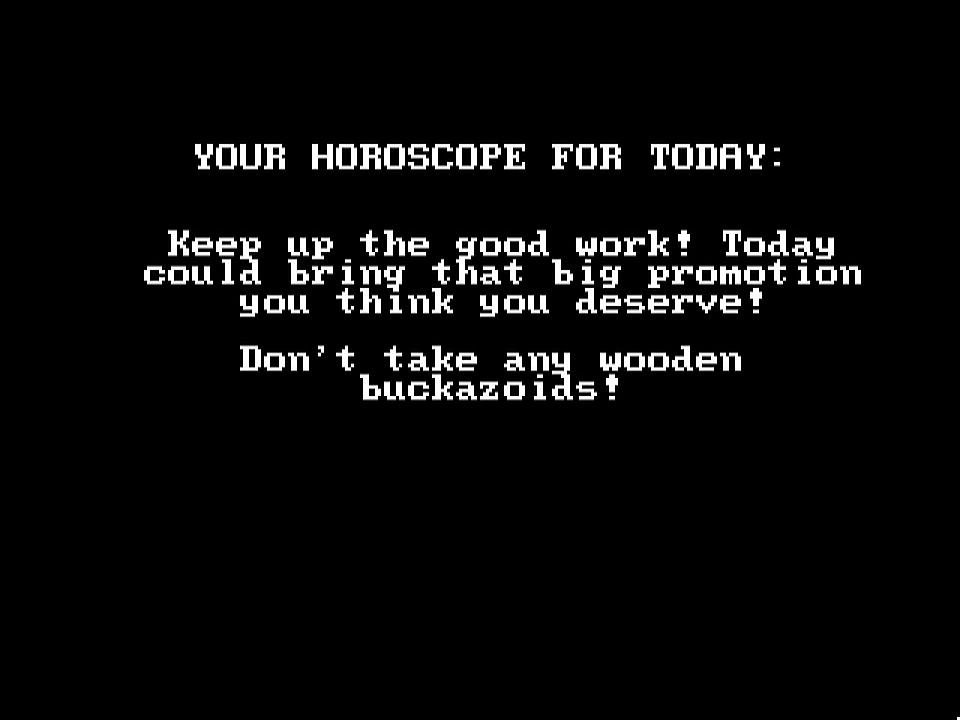 YOUR HOROSCOPE FOR TODAY:
Keep up the good work! Today
could bring that big promotion
you think you deserve!
Don't take any wooden
buckazoids!